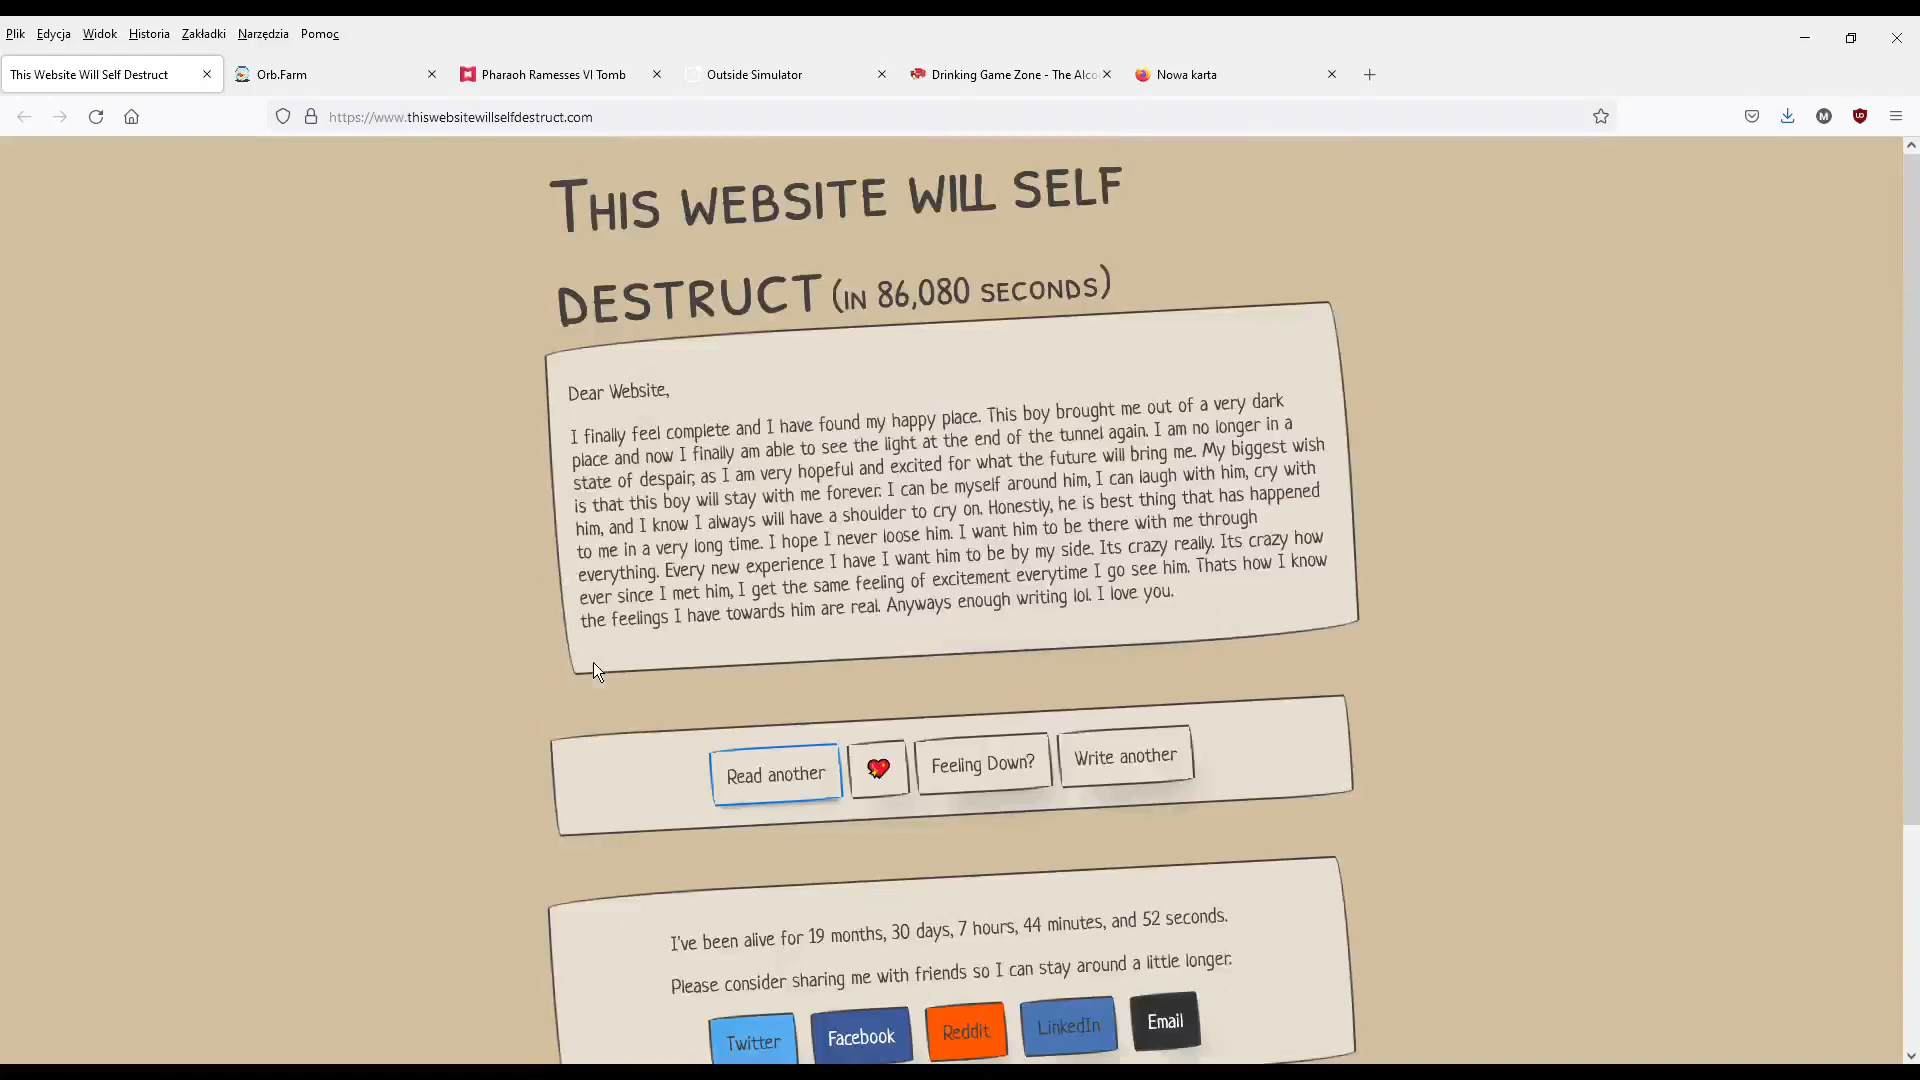 Plik Edycja Widok Historia Zakładki Narzędzia Pomoc
This Website Will Self Destruct Orb.Farm Pharaoh Ramesses VI Tomb Outside Simulator Drinking Game Zone - The Alco Nowa karta
https://www.thiswebsitewillselfdestruct.com
This website will self
destruct (in 86,080 seconds)
Dear Website,
I finally feel complete and I have found my happy place. This boy brought me out of a very dark
place and now I finally am able to see the light at the end of the tunnel again. I am no longer in a
state of despair, as I am very hopeful and excited for what the future will bring me. My biggest wish
is that this boy will stay with me forever. I can be myself around him, I can laugh with him, cry with
him, and I know I always will have a shoulder to cry on. Honestly, he is best thing that has happened
to me in a very long time. I hope I never loose him. I want him to be there with me through
everything. Every new experience I have I want him to be by my side. Its crazy really. Its crazy how
ever since I met him, I get the same feeling of excitement everytime I go see him. Thats how I know
the feelings I have towards him are real. Anyways enough writing lol. I love you.
Read another Feeling Down? Write another
I've been alive for 19 months, 30 days, 7 hours, 44 minutes, and 52 seconds.
Please consider sharing me with friends so I can stay around a little longer.
Twitter Facebook Reddit LinkedIn Email